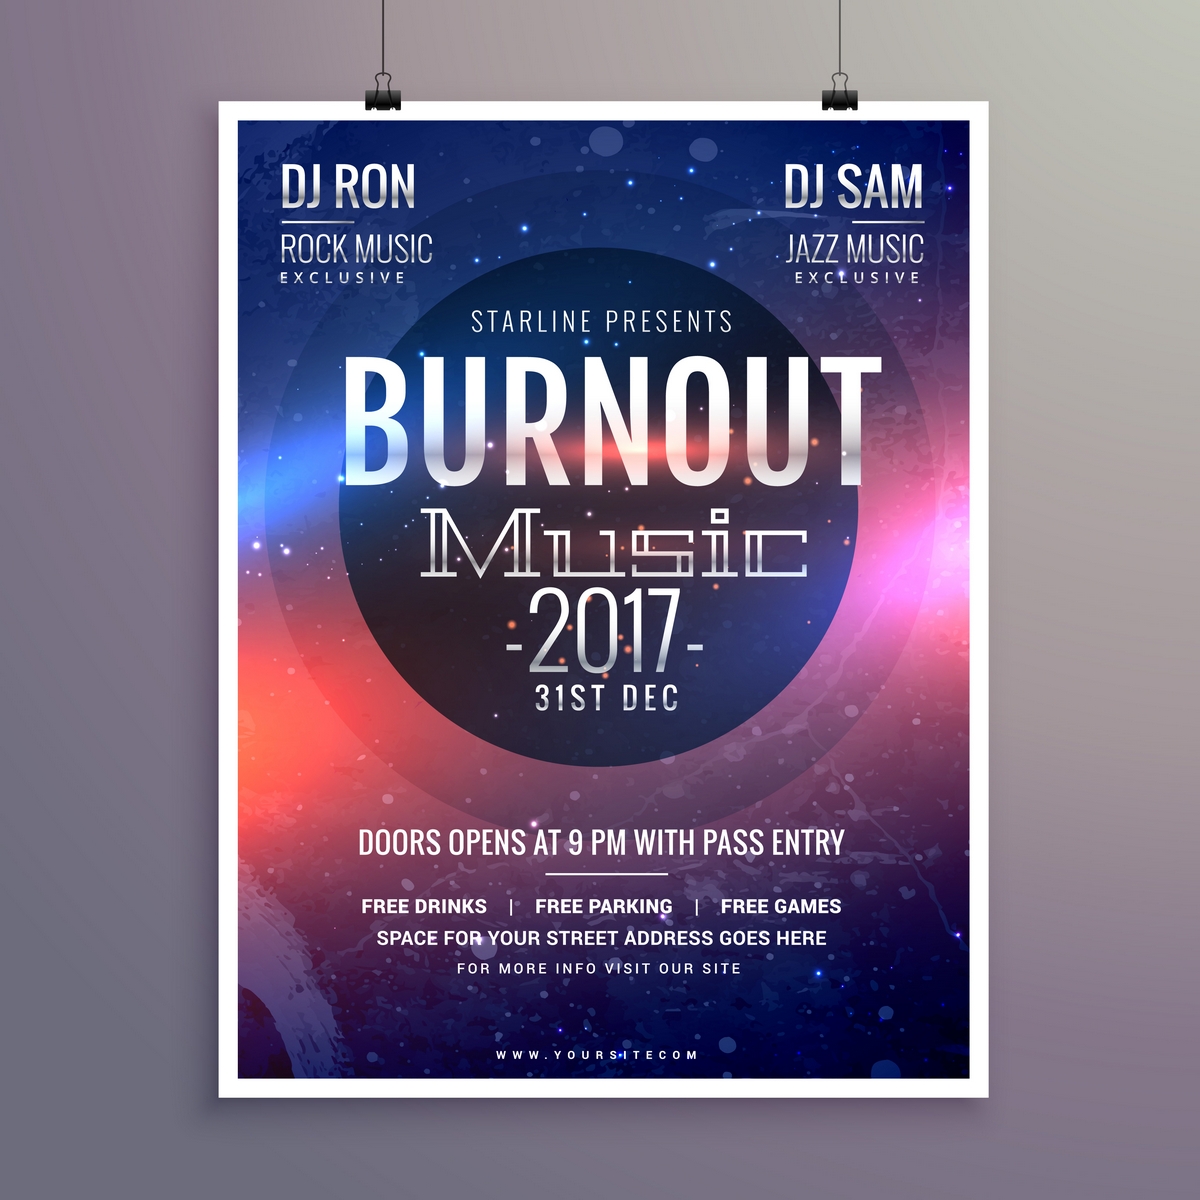 DJ RON
ROCK MUSIC
EXCLUSIVE
DJ SAM
JAZZ MUSIC
EXCLUSIVE
STARLINE PRESENTS
BURNOUT
Music
-2017-
31ST DEC
DOORS OPENS AT 9 PM WITH PASS ENTRY
FREE DRINKS | FREE PARKING | FREE GAMES
SPACE FOR YOUR STREET ADDRESS GOES HERE
FOR MORE INFO VISIT OUR SITE
WWW.YOURSITECOM